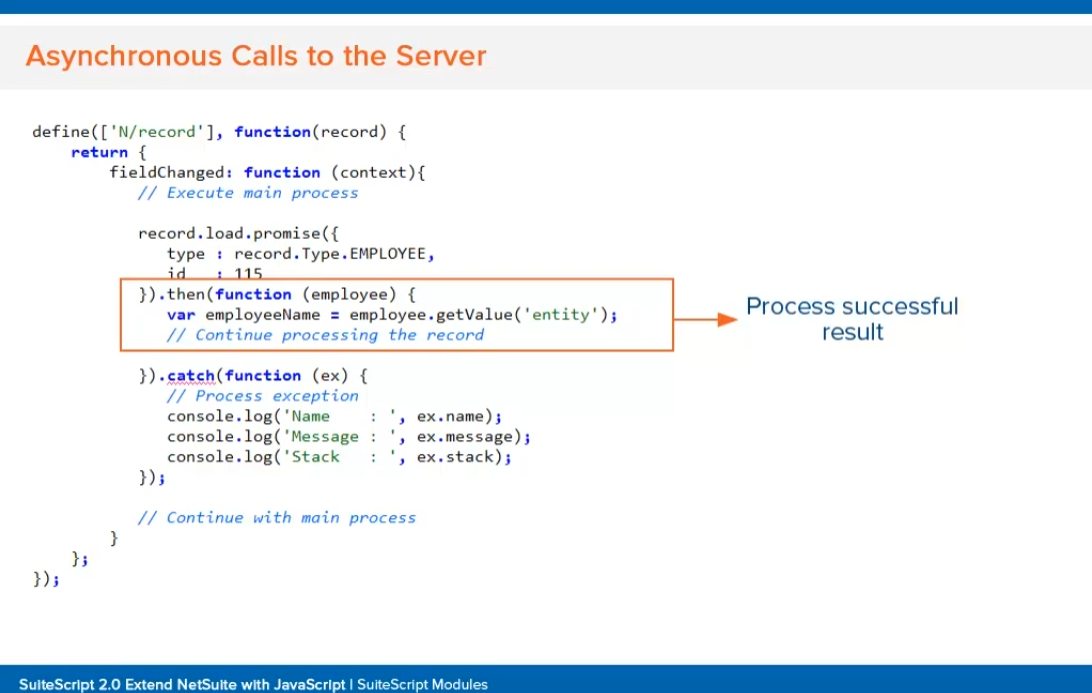 Asynchronous Calls to the Server
define(['N/record'], function(record) {
return {
fieldChanged: function (context){
// Execute main process
record.load.promise({
type : record.Type.EMPLOYEE,
id : 115
}).then(function (employee) {
var employeeName = employee.getValue('entity');
// Continue processing the record
Process successful
result
}).catch(function (ex) {
// Process exception
console.log('Name : ', ex.name);
console.log('Message : ', ex.message);
console.log('Stack : ', ex.stack);
});
// Continue with main process
}
};
});
SuiteScript 2.0 Extend NetSuite with JavaScript | SuiteScript Modules